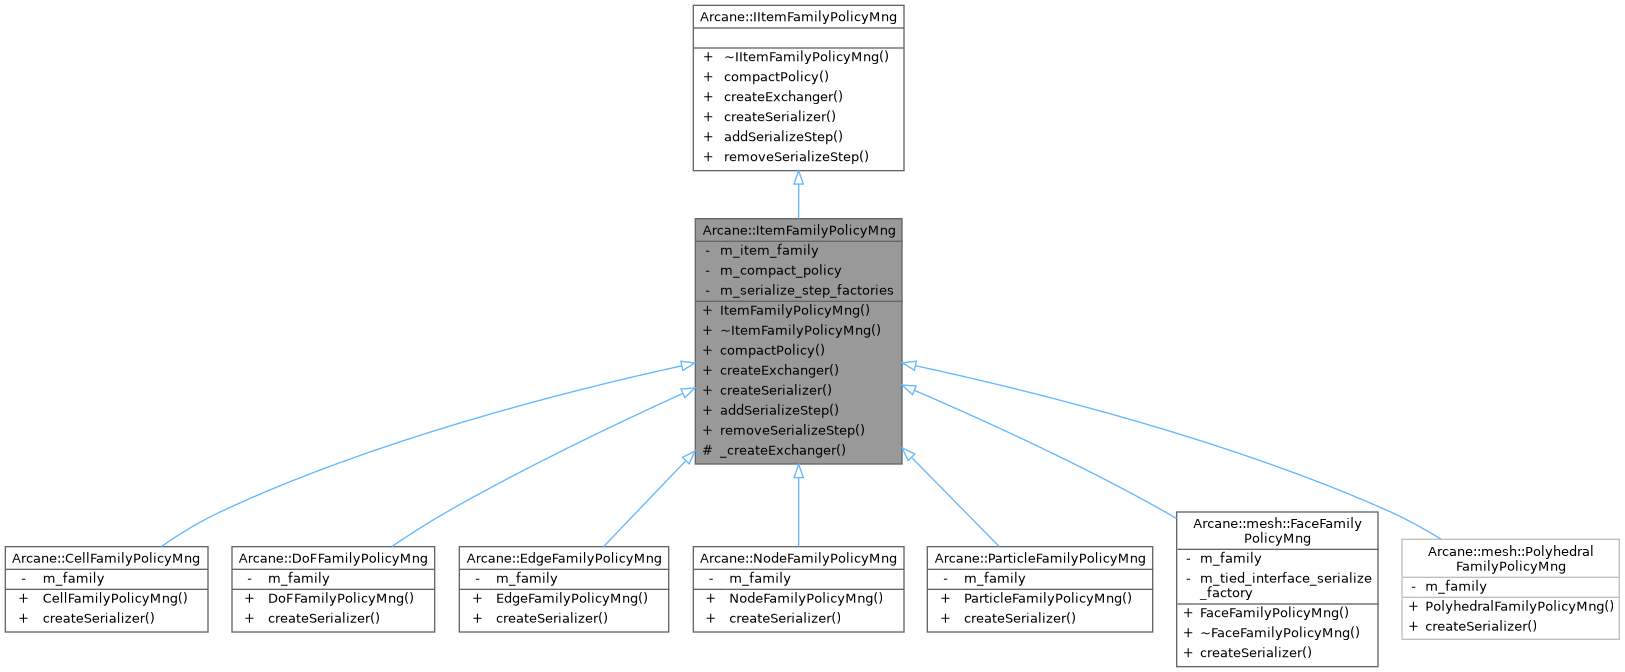 Arcane::IItemFamilyPolicyMng
+ ~IItemFamilyPolicyMng()
+ compactPolicy()
+ createExchanger()
+ createSerializer()
+ addSerializeStep()
+ removeSerializeStep()
Arcane::ItemFamilyPolicyMng
- m_item_family
- m_compact_policy
- m_serialize_step_factories
+ ItemFamilyPolicyMng()
+ ~ItemFamilyPolicyMng()
+ compactPolicy()
+ createExchanger()
+ createSerializer()
+ addSerializeStep()
+ removeSerializeStep()
# _createExchanger()
Arcane::CellFamilyPolicyMng
- m_family
+ CellFamilyPolicyMng()
+ createSerializer()
Arcane::DoFFamilyPolicyMng
- m_family
+ DoFFamilyPolicyMng()
+ createSerializer()
Arcane::EdgeFamilyPolicyMng
- m_family
+ EdgeFamilyPolicyMng()
+ createSerializer()
Arcane::NodeFamilyPolicyMng
- m_family
+ NodeFamilyPolicyMng()
+ createSerializer()
Arcane::ParticleFamilyPolicyMng
- m_family
+ ParticleFamilyPolicyMng()
+ createSerializer()
Arcane::mesh::FaceFamily
PolicyMng
- m_family
- m_tied_interface_serialize
_factory
+ FaceFamilyPolicyMng()
+ ~FaceFamilyPolicyMng()
+ createSerializer()
Arcane::mesh::Polyhedral
FamilyPolicyMng
- m_family
+ PolyhedralFamilyPolicyMng()
+ createSerializer()